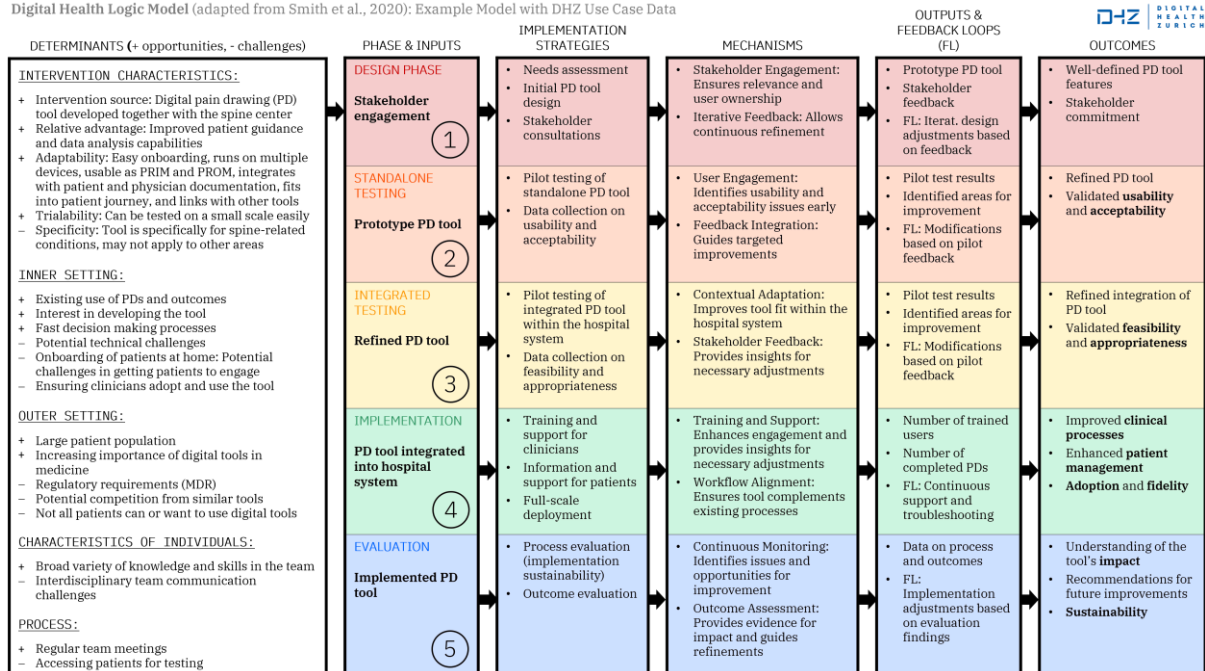 Digital Health Logic Model (adapted from Smith et al., 2020): Example Model with DHZ Use Case Data
DHZ
DIGITAL
HEALTH
ZURICH
DETERMINANTS (+ opportunities, - challenges)
PHASE & INPUTS
IMPLEMENTATION
STRATEGIES
MECHANISMS
OUTPUTS &
FEEDBACK LOOPS
(FL)
OUTCOMES
INTERVENTION CHARACTERISTICS:
+ Intervention source: Digital pain drawing (PD)
tool developed together with the spine center
+ Relative advantage: Improved patient guidance
and data analysis capabilities
+ Adaptability: Easy onboarding, runs on multiple
devices, usable as PRIM and PROM, integrates
with patient and physician documentation, fits
into patient journey, and links with other tools
+ Trialability: Can be tested on a small scale easily
– Specificity: Tool is specifically for spine-related
conditions, may not apply to other areas
INNER SETTING:
+ Existing use of PDs and outcomes
+ Interest in developing the tool
+ Fast decision making processes
– Potential technical challenges
– Onboarding of patients at home: Potential
challenges in getting patients to engage
– Ensuring clinicians adopt and use the tool
OUTER SETTING:
+ Large patient population
+ Increasing importance of digital tools in
medicine
– Regulatory requirements (MDR)
– Potential competition from similar tools
– Not all patients can or want to use digital tools
CHARACTERISTICS OF INDIVIDUALS:
+ Broad variety of knowledge and skills in the team
– Interdisciplinary team communication
challenges
PROCESS:
+ Regular team meetings
– Accessing patients for testing
DESIGN PHASE
Stakeholder
engagement
1
• Needs assessment
• Initial PD tool
design
• Stakeholder
consultations
• Stakeholder Engagement:
Ensures relevance and
user ownership
• Iterative Feedback: Allows
continuous refinement
• Prototype PD tool
• Stakeholder
feedback
• FL: Iterat. design
adjustments based
on feedback
• Well-defined PD tool
features
• Stakeholder
commitment
STANDALONE
TESTING
Prototype PD tool
2
• Pilot testing of
standalone PD tool
• Data collection on
usability and
acceptability
• User Engagement:
Identifies usability and
acceptability issues early
• Feedback Integration:
Guides targeted
improvements
• Pilot test results
• Identified areas for
improvement
• FL: Modifications
based on pilot
feedback
• Refined PD tool
• Validated usability
and acceptability
INTEGRATED
TESTING
Refined PD tool
3
• Pilot testing of
integrated PD tool
within the hospital
system
• Data collection on
feasibility and
appropriateness
• Contextual Adaptation:
Improves tool fit within the
hospital system
• Stakeholder Feedback:
Provides insights for
necessary adjustments
• Pilot test results
• Identified areas for
improvement
• FL: Modifications
based on pilot
feedback
• Refined integration of
PD tool
• Validated feasibility
and appropriateness
IMPLEMENTATION
PD tool integrated
into hospital
system
4
• Training and
support for
clinicians
• Information and
support for patients
• Full-scale
deployment
• Training and Support:
Enhances engagement and
provides insights for
necessary adjustments
• Workflow Alignment:
Ensures tool complements
existing processes
• Number of trained
users
• Number of
completed PDs
• FL: Continuous
support and
troubleshooting
• Improved clinical
processes
• Enhanced patient
management
• Adoption and fidelity
EVALUATION
Implemented PD
tool
5
• Process evaluation
(implementation
sustainability)
• Outcome evaluation
• Continuous Monitoring:
Identifies issues and
opportunities for
improvement
• Outcome Assessment:
Provides evidence for
impact and guides
refinements
• Data on process
and outcomes
• FL:
Implementation
adjustments based
on evaluation
findings
• Understanding of the
tool's impact
• Recommendations for
future improvements
• Sustainability